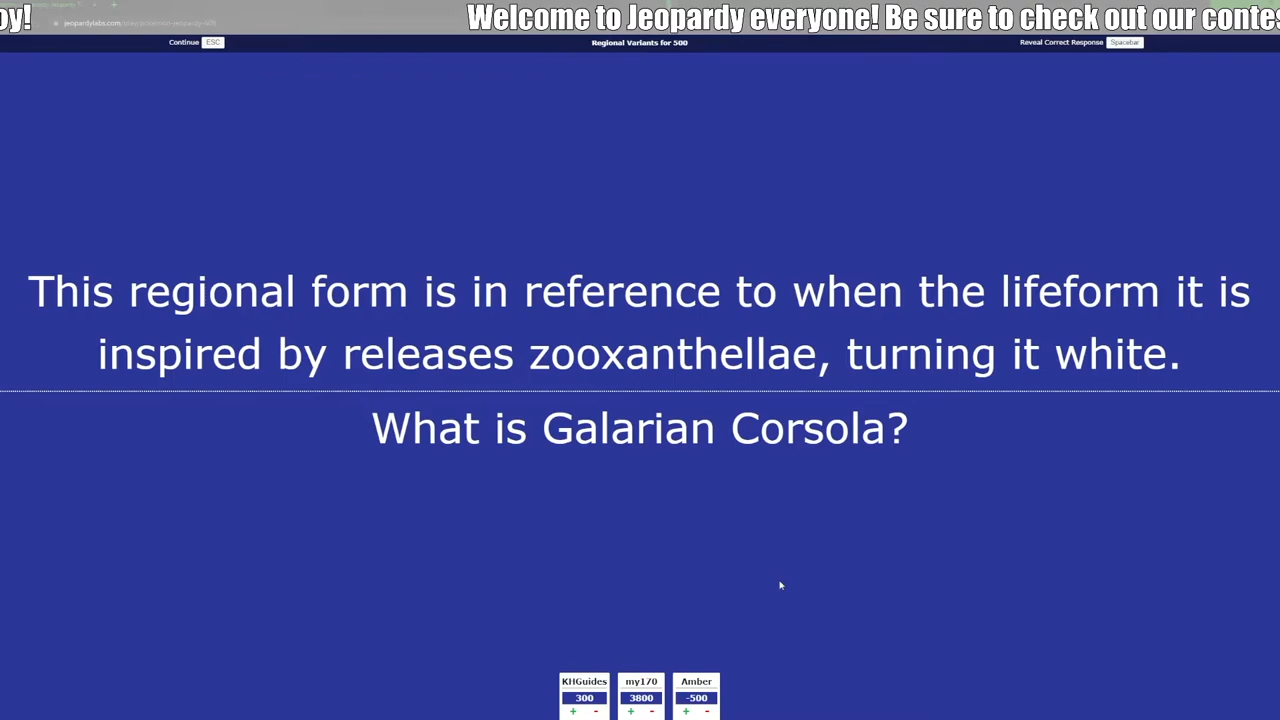 oy! Welcome to Jeopardy everyone! Be sure to check out our conte
Continue ESC Regional Variants for 500 Reveal Correct Response Spacebar
This regional form is in reference to when the lifeform it is
inspired by releases zooxanthellae, turning it white.
What is Galarian Corsola?
KHGuides my170 Amber
300 3800 -500
+ - + - + -